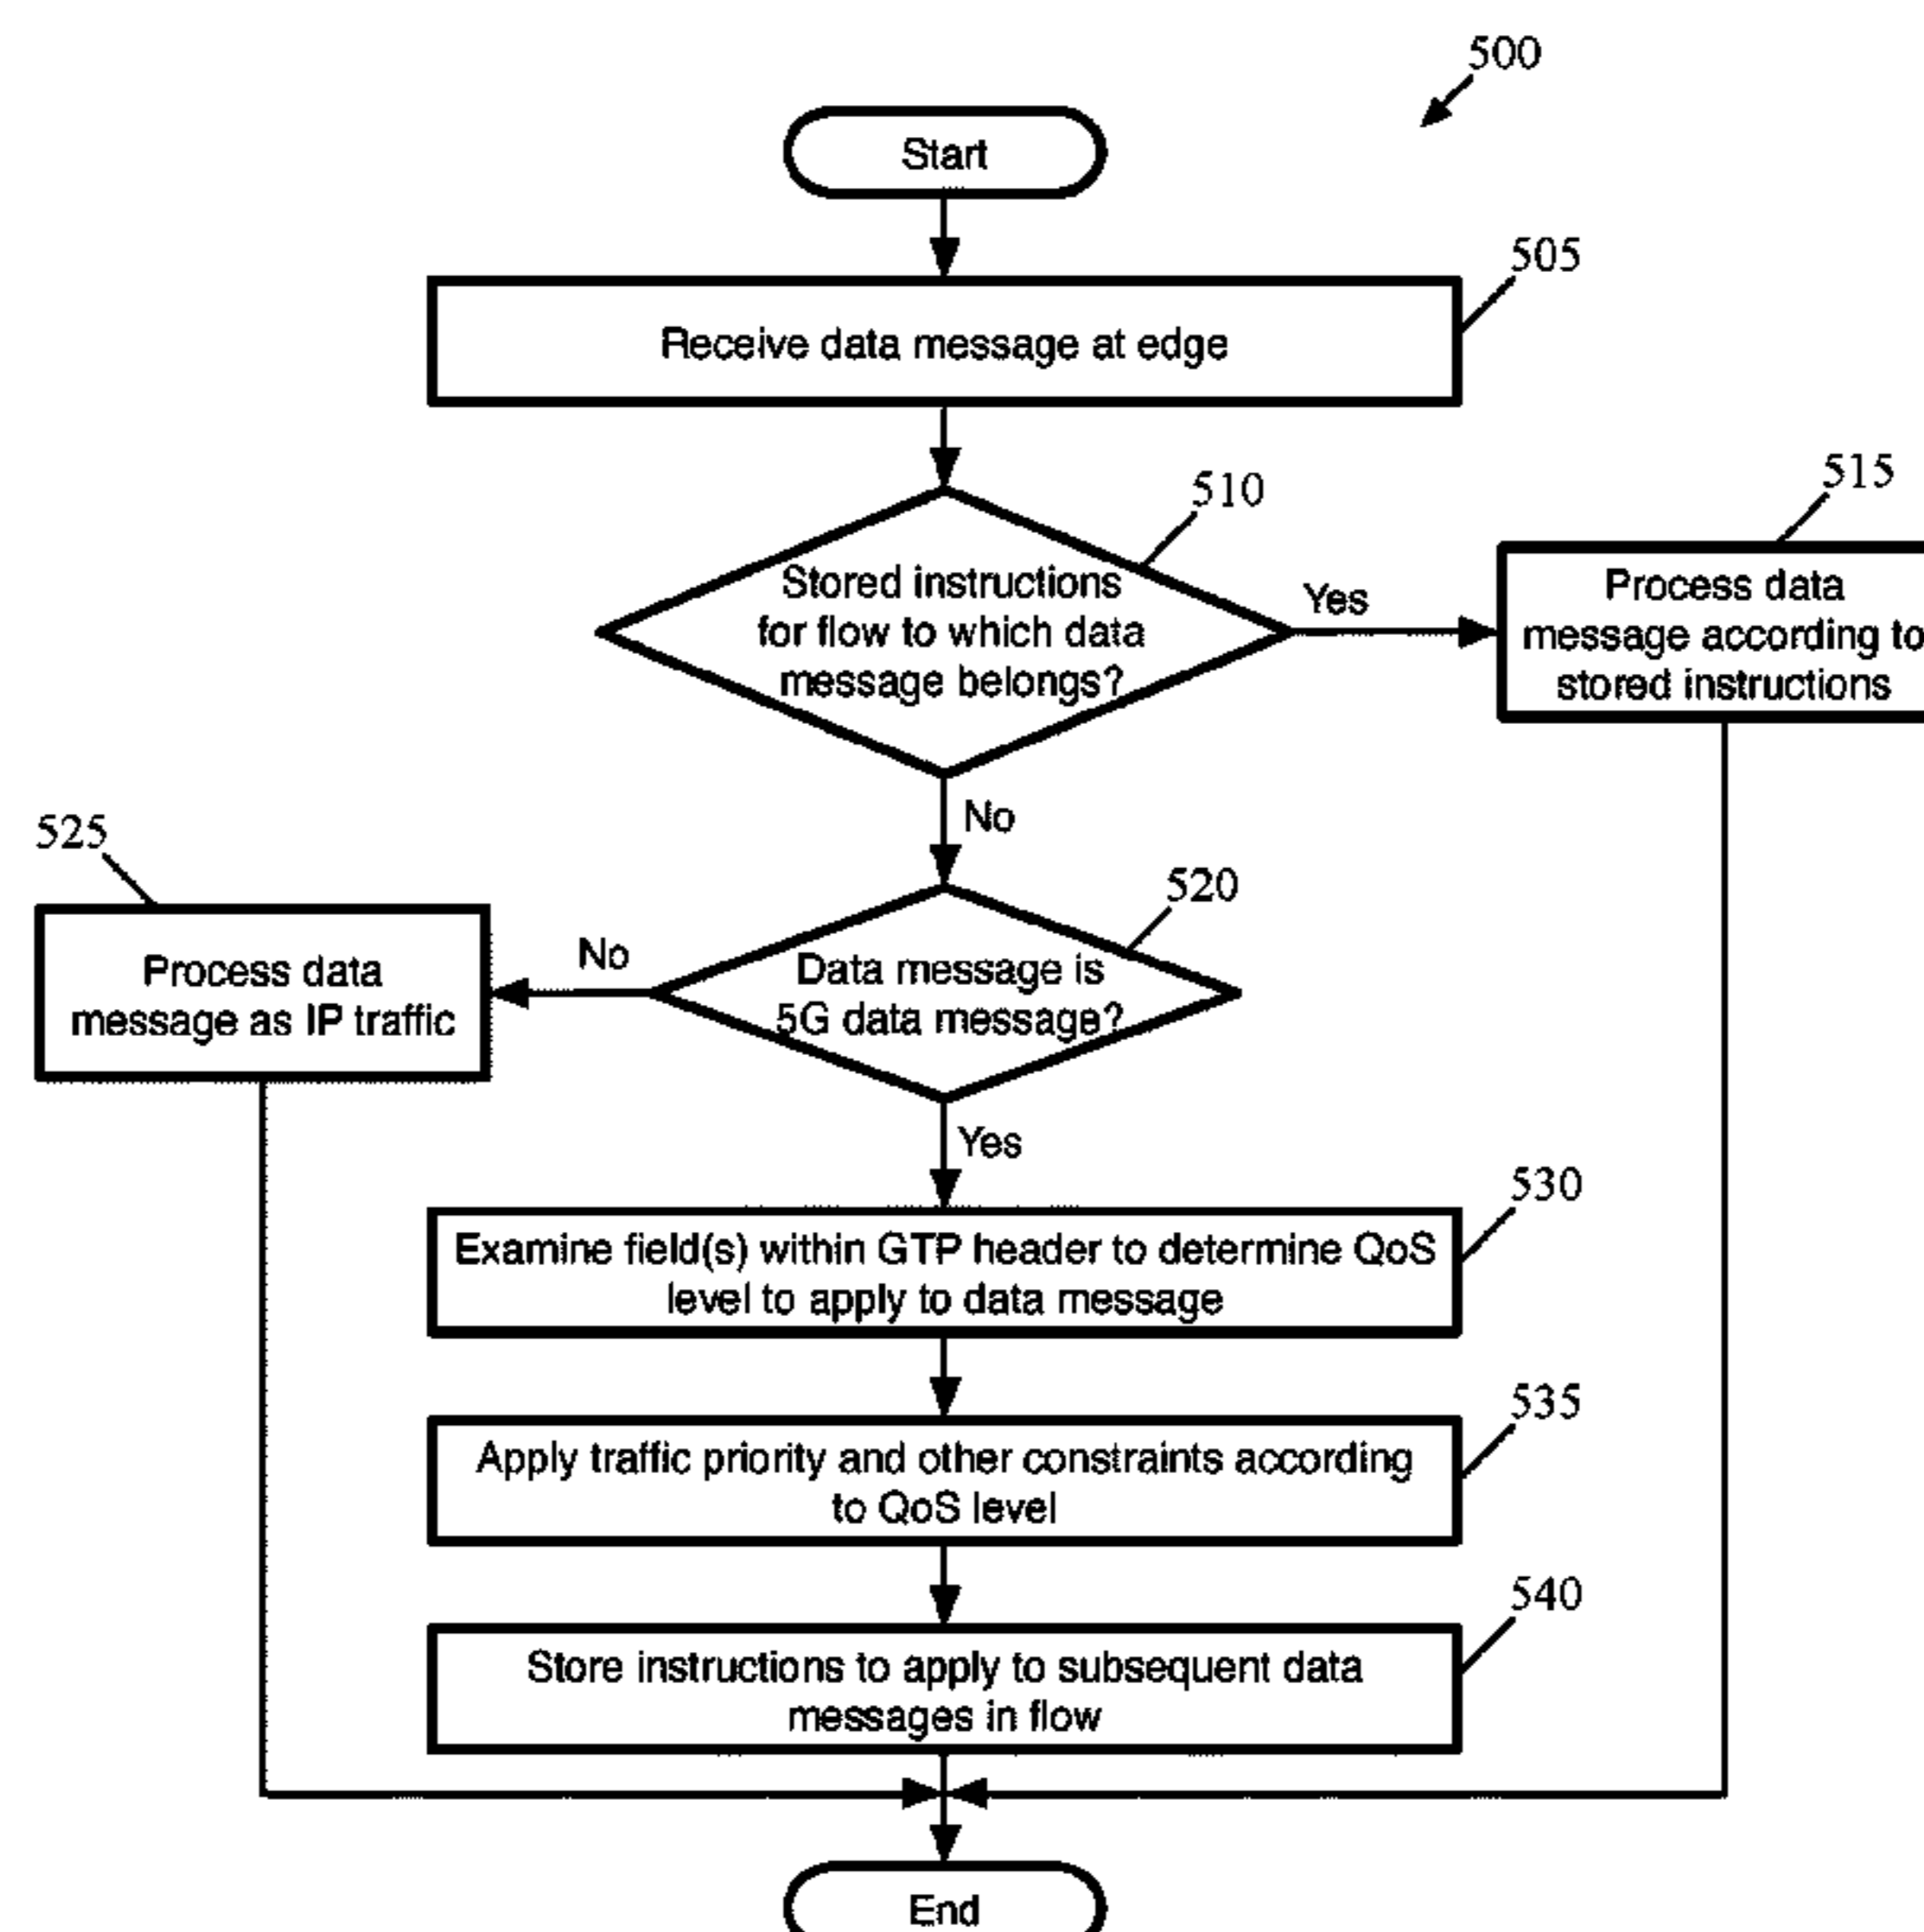 500
Start
505
Receive data message at edge
510
Stored instructions
for flow to which data
message belongs?
Yes
515
Process data
message according to
stored instructions
No
520
Data message is
5G data message?
No
525
Process data
message as IP traffic
Yes
530
Examine field(s) within GTP header to determine QoS
level to apply to data message
535
Apply traffic priority and other constraints according
to QoS level
540
Store instructions to apply to subsequent data
messages in flow
End